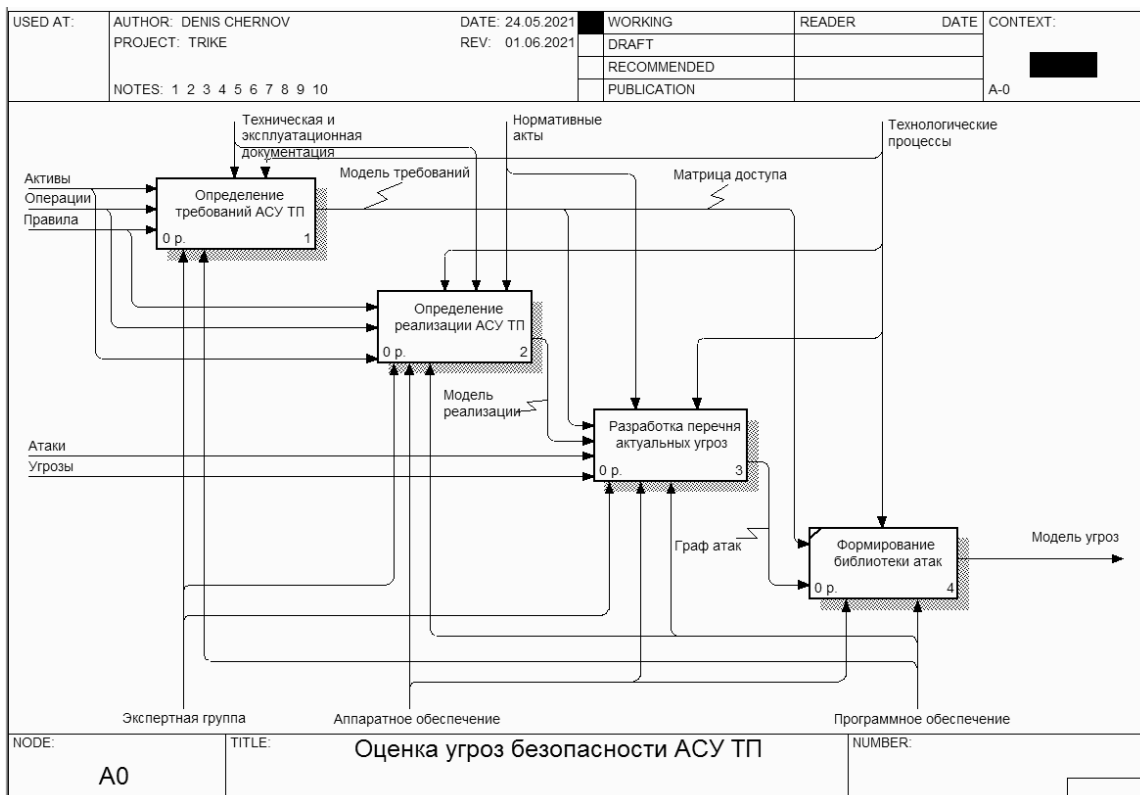 USED AT:
AUTHOR: DENIS CHERNOV
DATE: 24.05.2021
WORKING
READER
DATE
CONTEXT:
PROJECT: TRIKE
REV: 01.06.2021
DRAFT
RECOMMENDED
NOTES: 1 2 3 4 5 6 7 8 9 10
PUBLICATION
A-0
Техническая и
эксплуатационная
документация
Нормативные
акты
Технологические
процессы
Активы
Операции
Правила
Модель требований
Матрица доступа
Определение
требований АСУ ТП
0 р.
1
Определение
реализации АСУ ТП
0 р.
2
Модель
реализации
Разработка перечня
актуальных угроз
0 р.
3
Атаки
Угрозы
Граф атак
Формирование
библиотеки атак
0 р.
4
Модель угроз
Экспертная группа
Аппаратное обеспечение
Программное обеспечение
NODE:
A0
TITLE:
Оценка угроз безопасности АСУ ТП
NUMBER: